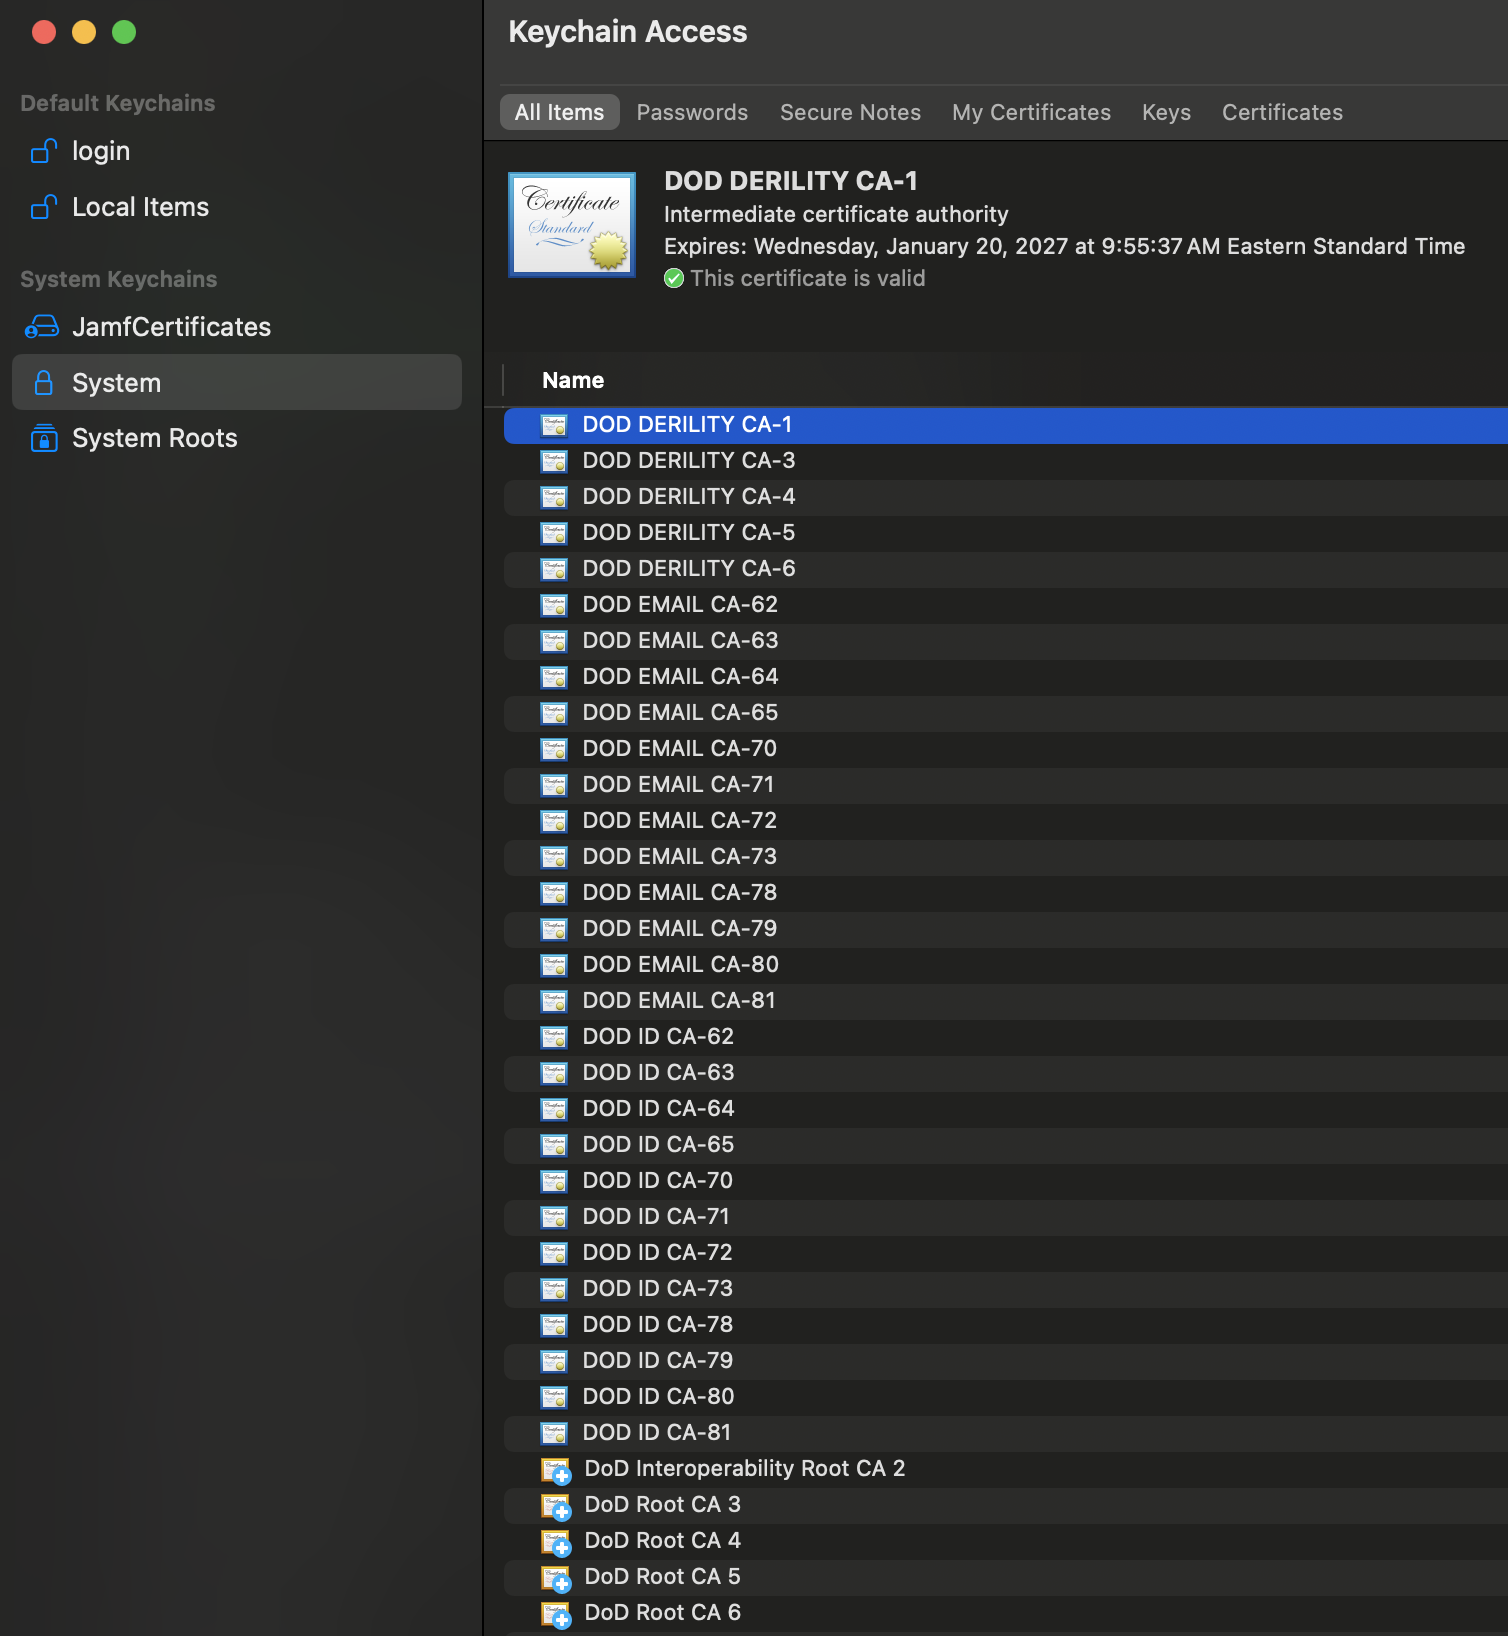 Default Keychains
login
Local Items
System Keychains
JamfCertificates
System
System Roots
Keychain Access
All Items Passwords Secure Notes My Certificates Keys Certificates
Certificate
Standard
DOD DERILITY CA-1
Intermediate certificate authority
Expires: Wednesday, January 20, 2027 at 9:55:37 AM Eastern Standard Time
This certificate is valid
Name
DOD DERILITY CA-1
DOD DERILITY CA-3
DOD DERILITY CA-4
DOD DERILITY CA-5
DOD DERILITY CA-6
DOD EMAIL CA-62
DOD EMAIL CA-63
DOD EMAIL CA-64
DOD EMAIL CA-65
DOD EMAIL CA-70
DOD EMAIL CA-71
DOD EMAIL CA-72
DOD EMAIL CA-73
DOD EMAIL CA-78
DOD EMAIL CA-79
DOD EMAIL CA-80
DOD EMAIL CA-81
DOD ID CA-62
DOD ID CA-63
DOD ID CA-64
DOD ID CA-65
DOD ID CA-70
DOD ID CA-71
DOD ID CA-72
DOD ID CA-73
DOD ID CA-78
DOD ID CA-79
DOD ID CA-80
DOD ID CA-81
DoD Interoperability Root CA 2
DoD Root CA 3
DoD Root CA 4
DoD Root CA 5
DoD Root CA 6